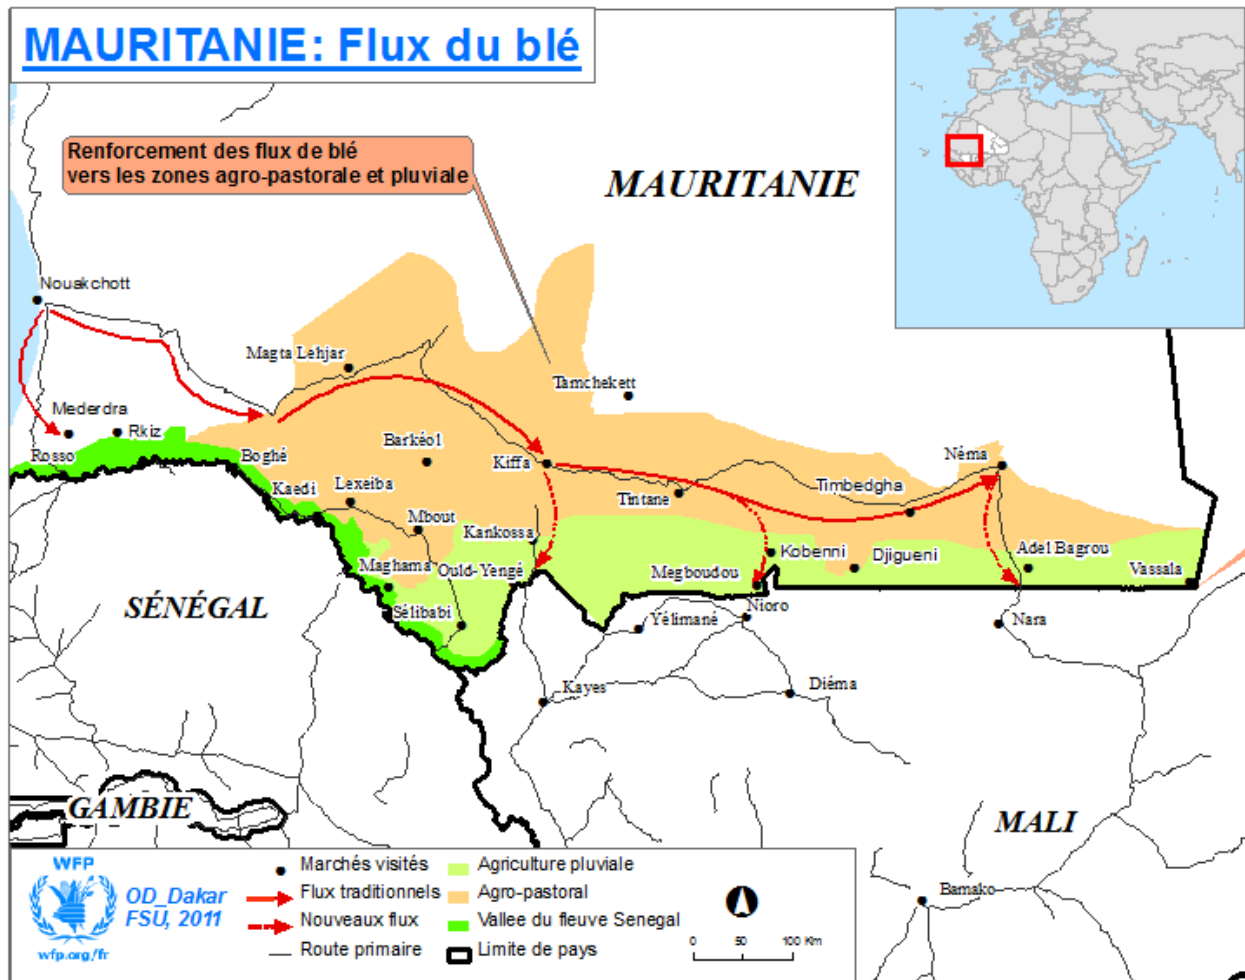 MAURITANIE: Flux du blé
Renforcement des flux de blé
vers les zones agro-pastorale et pluviale
MAURITANIE
Nouakchott
Magta Lehjar
Tamchekett
Mederdra
Rkiz
Rosso
Boghé
Barkéol
Kiffa
Néma
Kaedi
Lexeiba
Tintane
Timbedgha
Mbout
Kankossa
Kobenni
Djigueni
Adel Bagrou
Maghama
Ould-Yengé
Megboudou
Vassala
SÉNÉGAL
Sélibabi
Yélimané
Nioro
Nara
Kayes
Diéma
GAMBIE
MALI
Bamako
WFP
wfp.org/fr
OD_Dakar
FSU, 2011
Marchés visités
Flux traditionnels
Nouveaux flux
Route primaire
Agriculture pluviale
Agro-pastoral
Vallee du fleuve Senegal
Limite de pays
0 50 100 Km